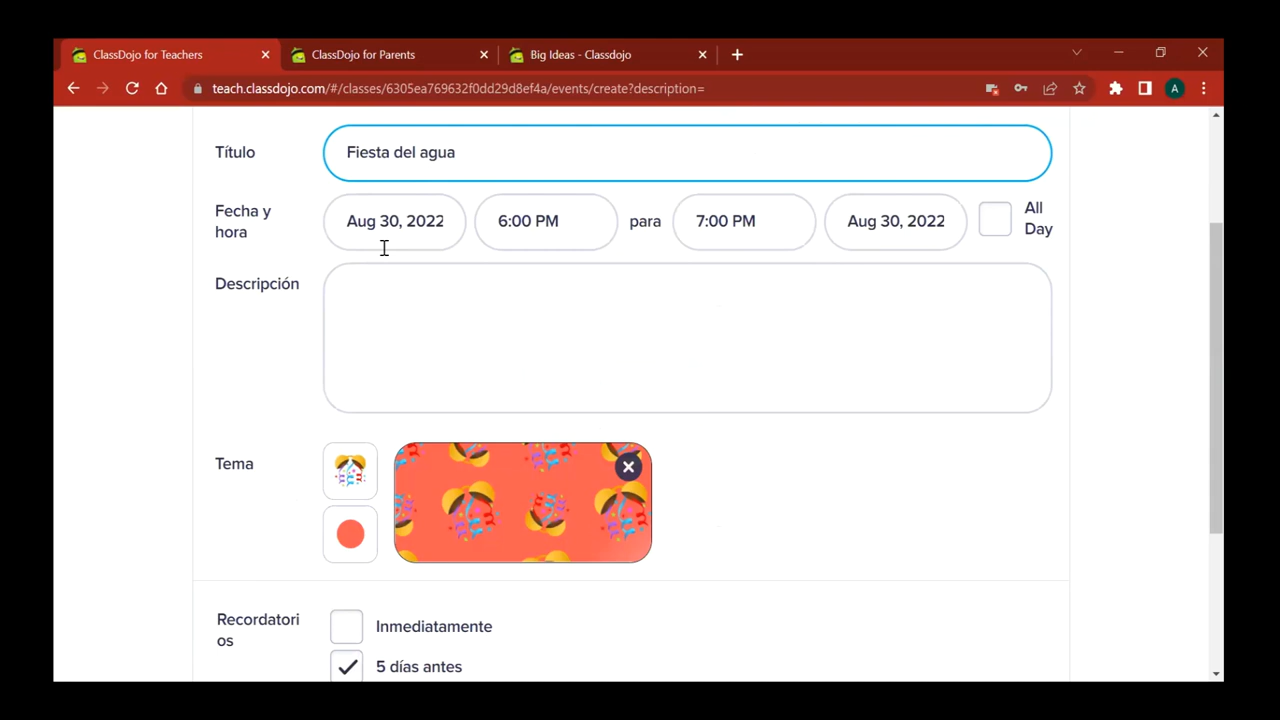 ClassDojo for Teachers
ClassDojo for Parents
Big Ideas - Classdojo
teach.classdojo.com/#/classes/6305ea769632f0dd29d8ef4a/events/create?description=
A
Título
Fiesta del agua
Fecha y
hora
Aug 30, 2022
6:00 PM
para
7:00 PM
Aug 30, 2022
All
Day
Descripción
Tema
Recordatori
os
Inmediatamente
5 días antes